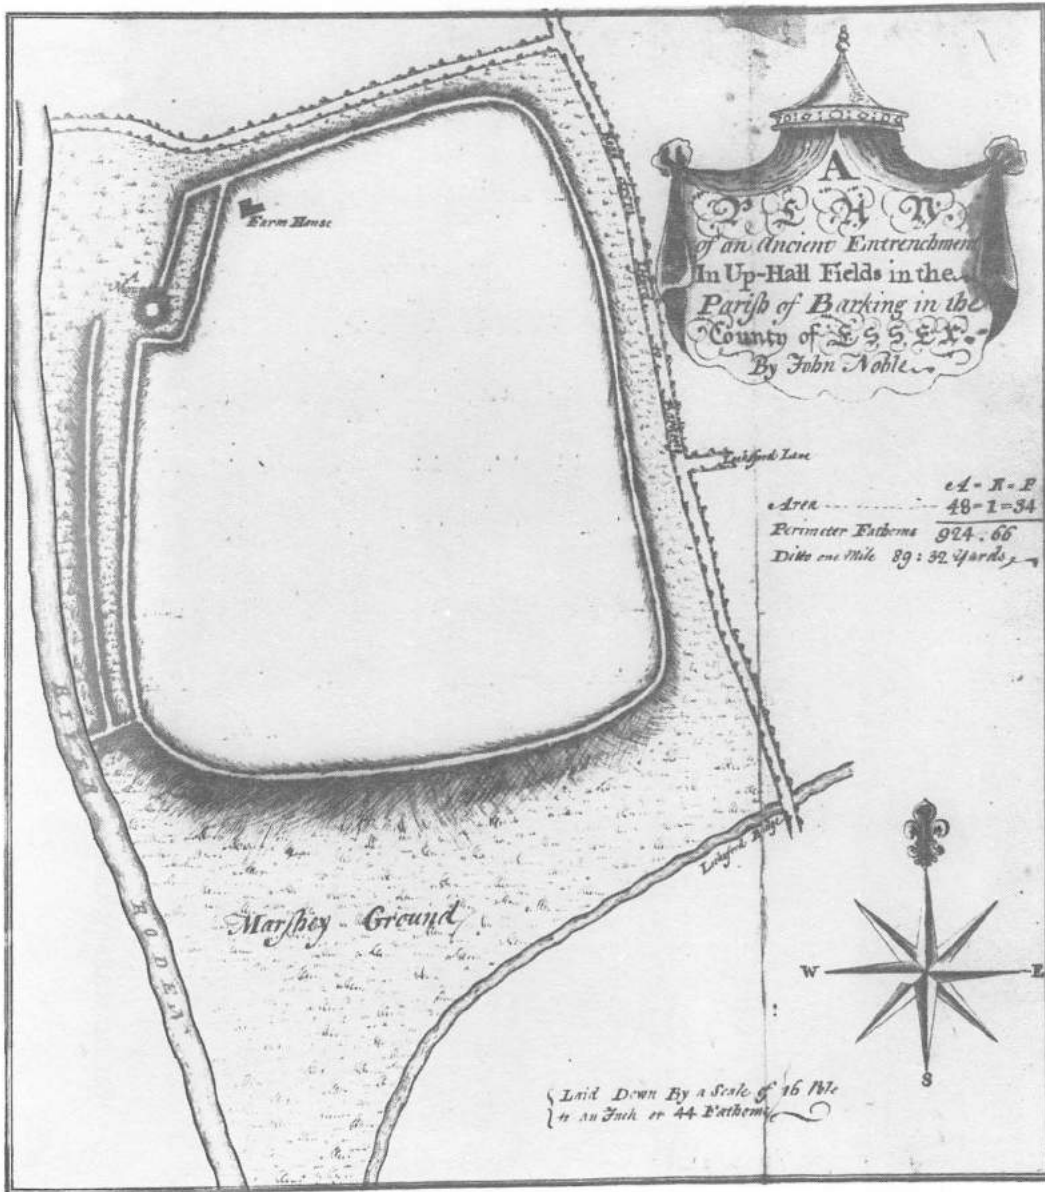 A
PLAN
of an Ancient Entrenchment
In Up-Hall Fields in the
Parish of Barking in the
County of ESSEX.
By John Noble
A = R = P
Area 48 = 1 = 34
Perimeter Fathoms 924.66
Ditto one Mile 89:32 Yards
Farm House
A
Loxford Lane
Bridge
RIVER
RODEN
Marshey Ground
W
E
S
Laid Down By a Scale of 16 Pole
to an Inch or 44 Fathoms